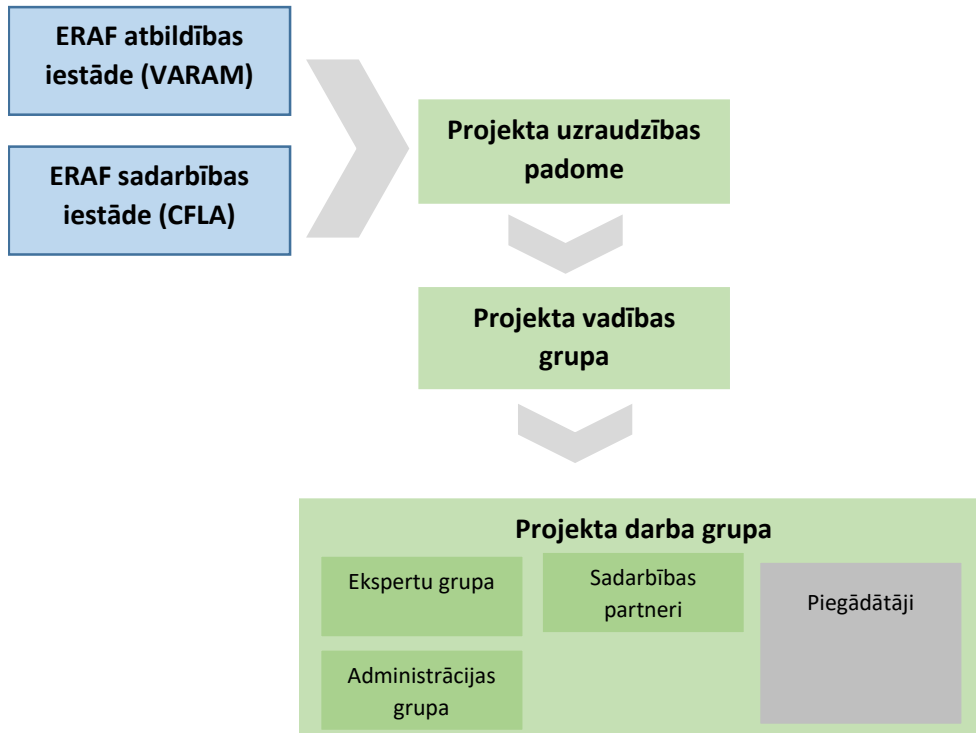 ERAF atbildības
iestāde (VARAM)
ERAF sadarbības
iestāde (CFLA)
Projekta uzraudzības
padome
Projekta vadības
grupa
Projekta darba grupa
Ekspertu grupa
Sadarbības
partneri
Piegādātāji
Administrācijas
grupa